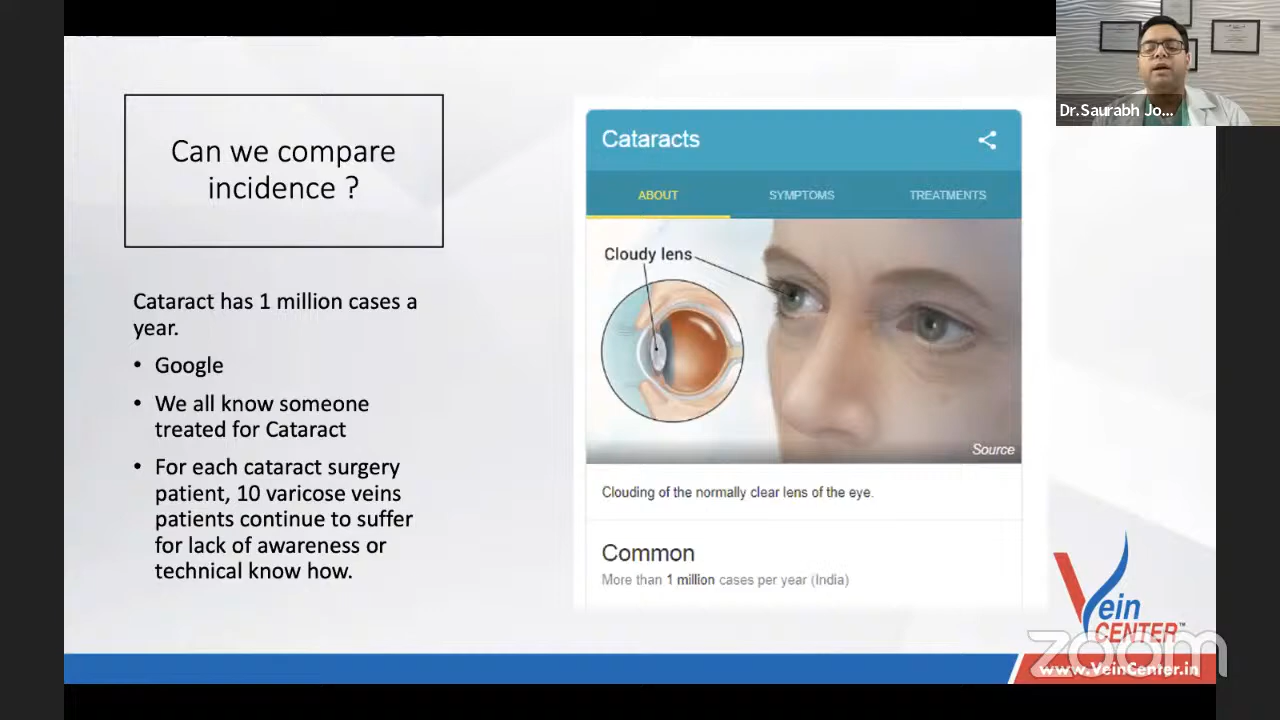 Can we compare
incidence ?
Cataract has 1 million cases a
year.
• Google
• We all know someone
treated for Cataract
• For each cataract surgery
patient, 10 varicose veins
patients continue to suffer
for lack of awareness or
technical know how.
Cataracts
ABOUT SYMPTOMS TREATMENTS
Cloudy lens
Source
Clouding of the normally clear lens of the eye.
Common
More than 1 million cases per year (India)
Dr.Saurabh Jo...
Vein
CENTER™
zoom
www.VeinCenter.in